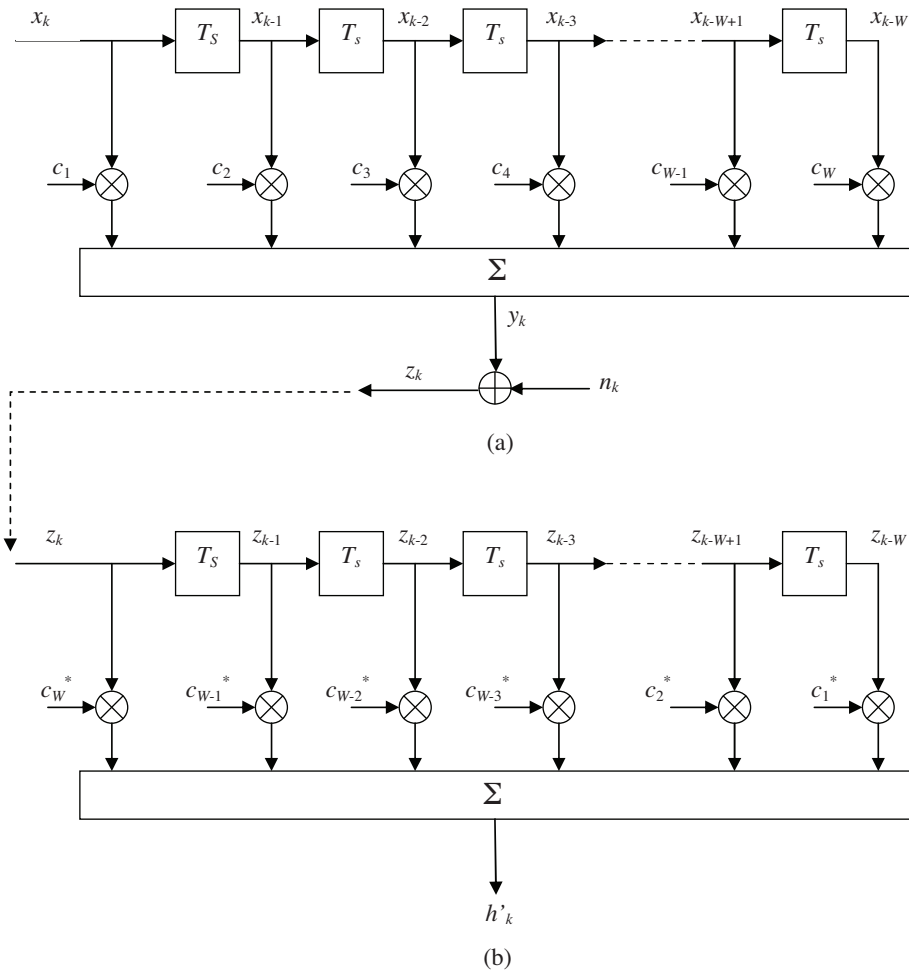 x_k x_{k-1} x_{k-2} x_{k-3} x_{k-W+1} x_{k-W}
T_S T_s T_s T_s
c_1 c_2 c_3 c_4 c_{W-1} c_W
Σ
y_k
z_k n_k
(a)
z_k z_{k-1} z_{k-2} z_{k-3} z_{k-W+1} z_{k-W}
T_S T_s T_s T_s
c_W^* c_{W-1}^* c_{W-2}^* c_{W-3}^* c_2^* c_1^*
Σ
h'_k
(b)